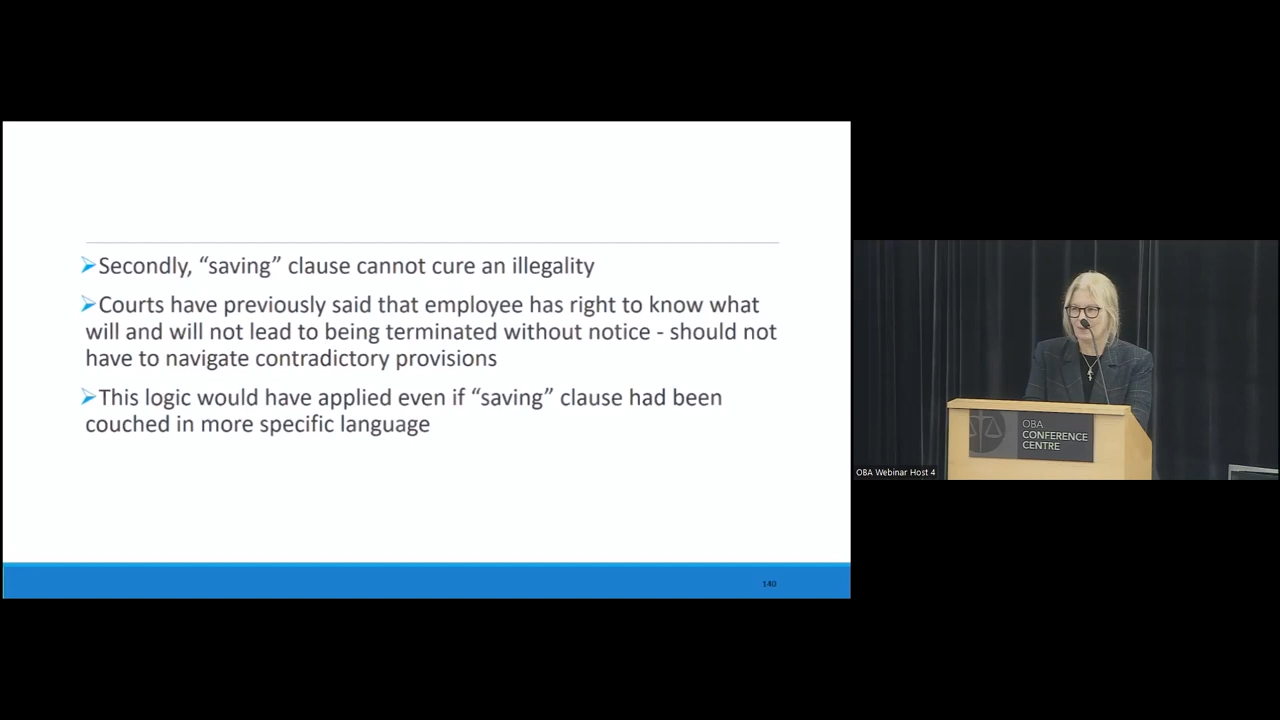 ➢Secondly, “saving” clause cannot cure an illegality
➢Courts have previously said that employee has right to know what
will and will not lead to being terminated without notice - should not
have to navigate contradictory provisions
➢This logic would have applied even if “saving” clause had been
couched in more specific language
140
OBA
CONFERENCE
CENTRE
OBA Webinar Host 4